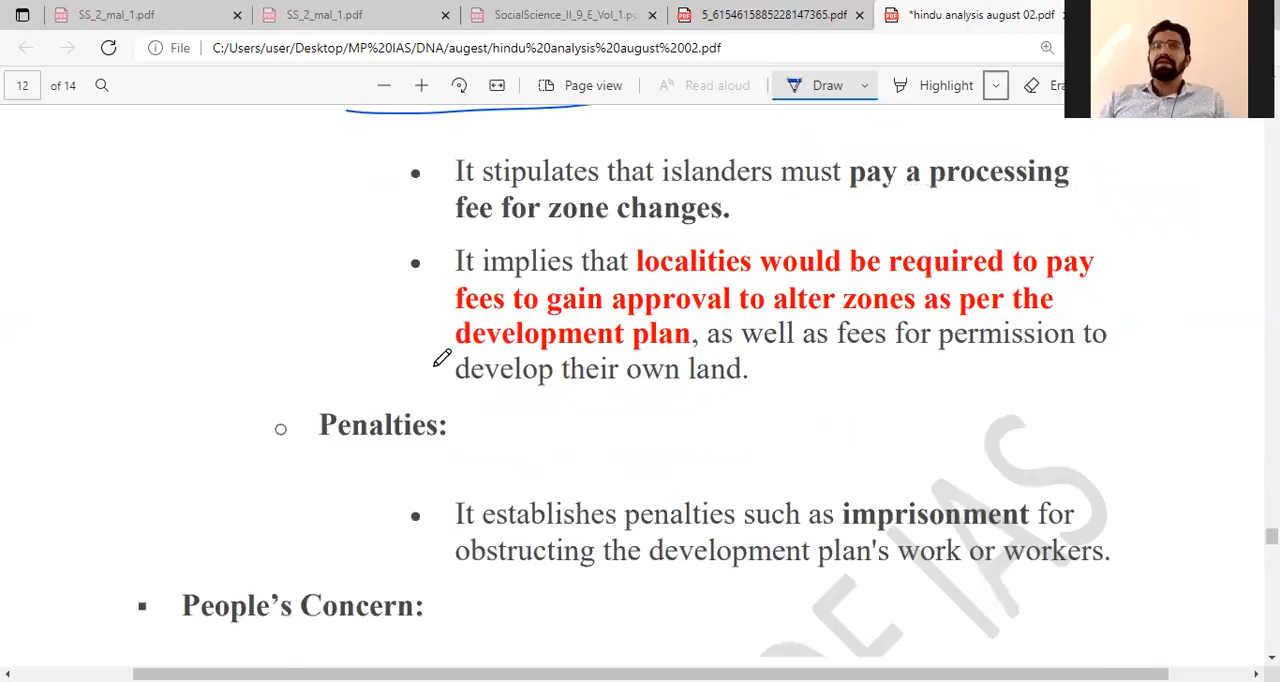 SS_2_mal_1.pdf
SS_2_mal_1.pdf
SocialScience_II_9_E_Vol_1.p
5_6154615885228147365.pdf
*hindu analysis august 02.pdf
File C:/Users/user/Desktop/MP%20IAS/DNA/augest/hindu%20analysis%20august%2002.pdf
12 of 14 Page view Read aloud Draw Highlight Era
• It stipulates that islanders must pay a processing
fee for zone changes.
• It implies that localities would be required to pay
fees to gain approval to alter zones as per the
development plan, as well as fees for permission to
develop their own land.
o Penalties:
• It establishes penalties such as imprisonment for
obstructing the development plan's work or workers.
▪ People’s Concern:
IAS